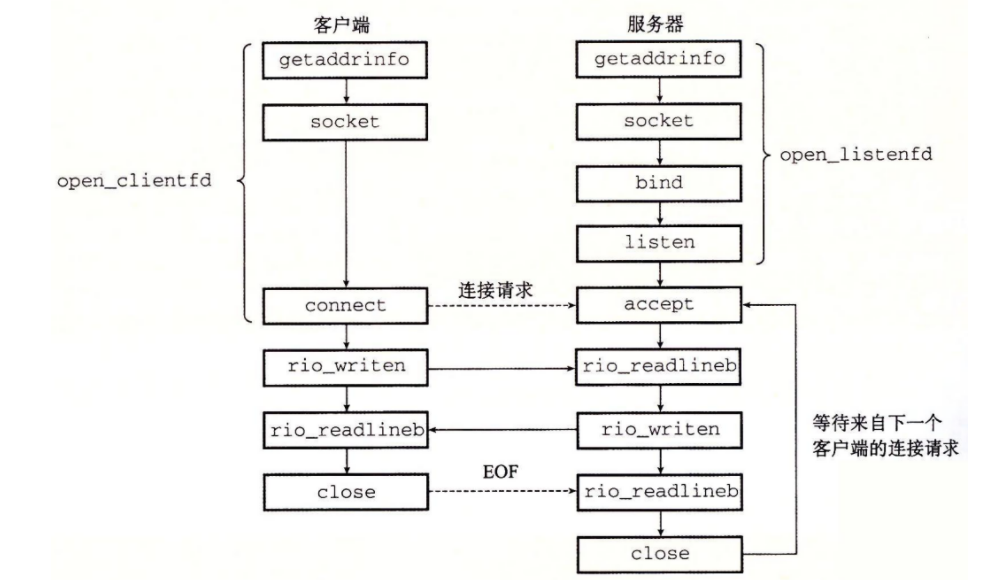 客户端
服务器
getaddrinfo
getaddrinfo
socket
socket
open_clientfd
open_listenfd
bind
listen
connect
连接请求
accept
rio_writen
rio_readlineb
rio_readlineb
rio_writen
等待来自下一个
客户端的连接请求
close
EOF
rio_readlineb
close